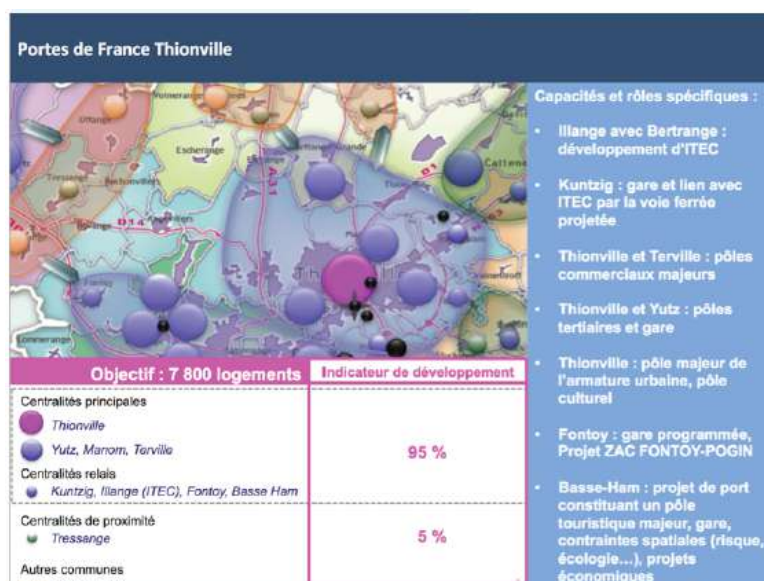 Portes de France Thionville
Escherange
A31
D14
D1
Objectif : 7 800 logements
Indicateur de développement
Centralités principales
Thionville
Yutz, Manom, Terville
Centralités relais
Kuntzig, Illange (ITEC), Fontoy, Basse Ham
95 %
Centralités de proximité
Tressange
5 %
Autres communes
Capacités et rôles spécifiques :
• Illange avec Bertrange :
développement d'ITEC
• Kuntzig : gare et lien avec
ITEC par la voie ferrée
projetée
• Thionville et Terville : pôles
commerciaux majeurs
• Thionville et Yutz : pôles
tertiaires et gare
• Thionville : pôle majeur de
l'armature urbaine, pôle
culturel
• Fontoy : gare programmée,
Projet ZAC FONTOY-POGIN
• Basse-Ham : projet de port
constituant un pôle
touristique majeur, gare,
contraintes spatiales (risque,
écologie…), projets
économiques